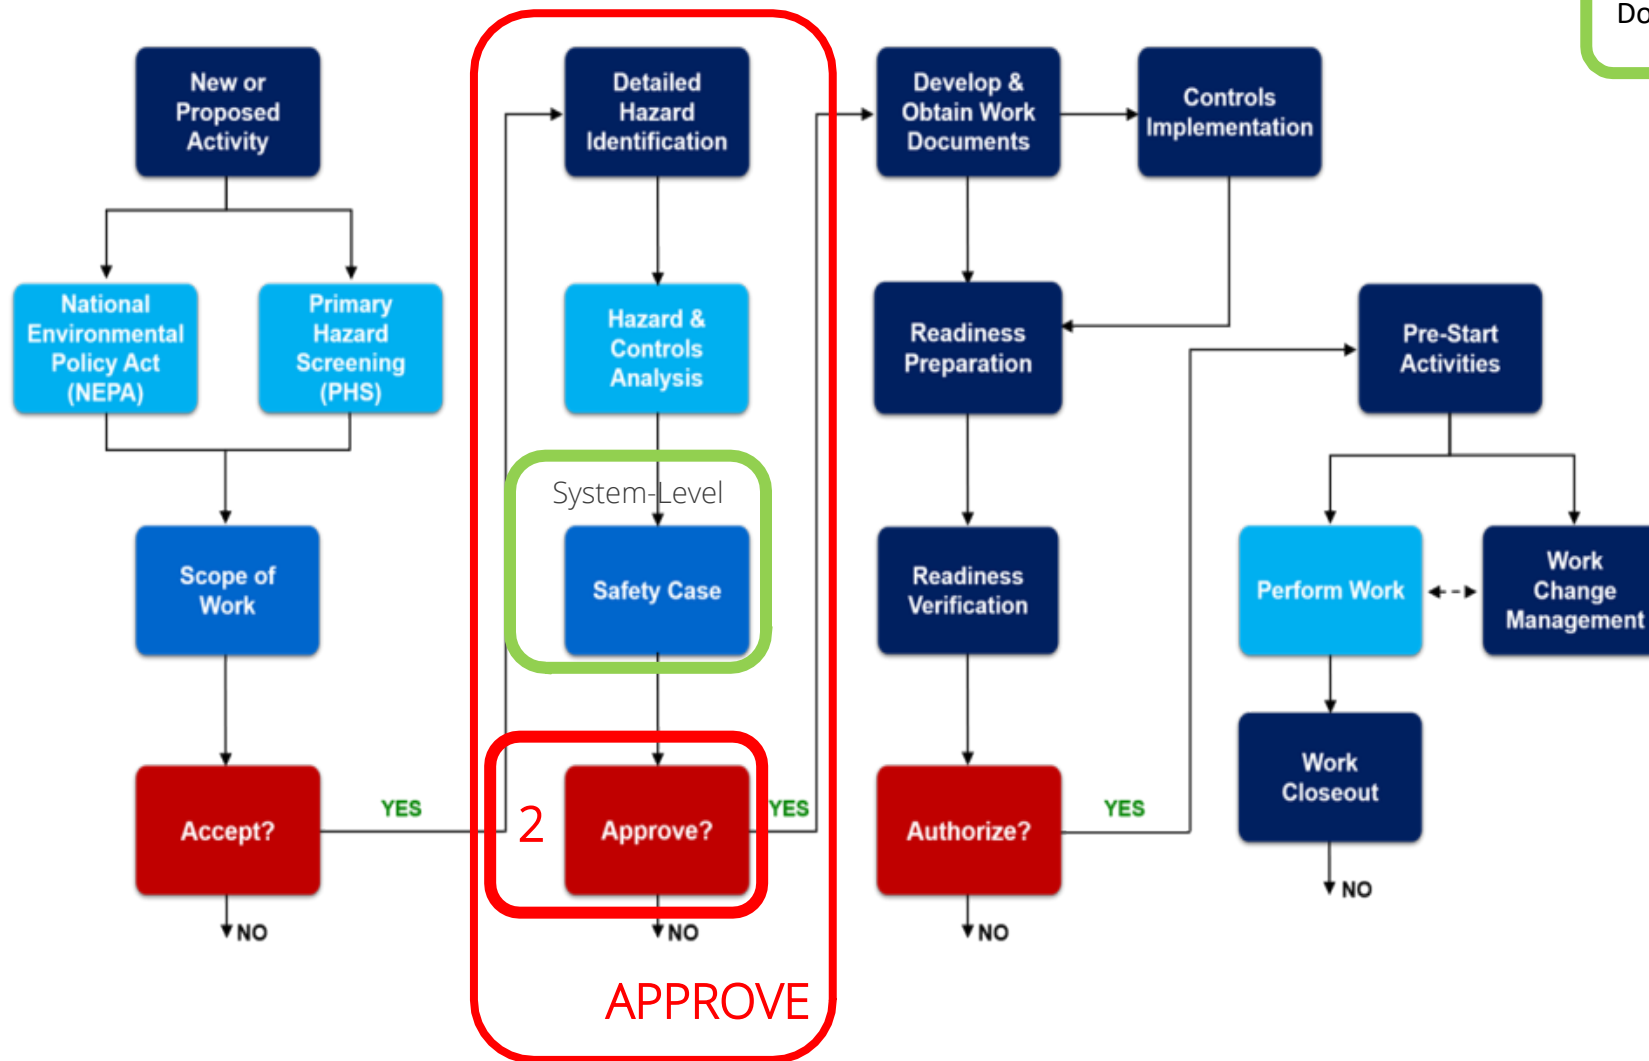 Do
New or
Proposed
Activity
Detailed
Hazard
Identification
Develop &
Obtain Work
Documents
Controls
Implementation
National
Environmental
Policy Act
(NEPA)
Primary
Hazard
Screening
(PHS)
Hazard &
Controls
Analysis
Readiness
Preparation
Pre-Start
Activities
System-Level
Scope of
Work
Safety Case
Readiness
Verification
Perform Work
Work
Change
Management
Work
Closeout
Accept?
YES
2
Approve?
YES
Authorize?
YES
NO
NO
NO
NO
APPROVE